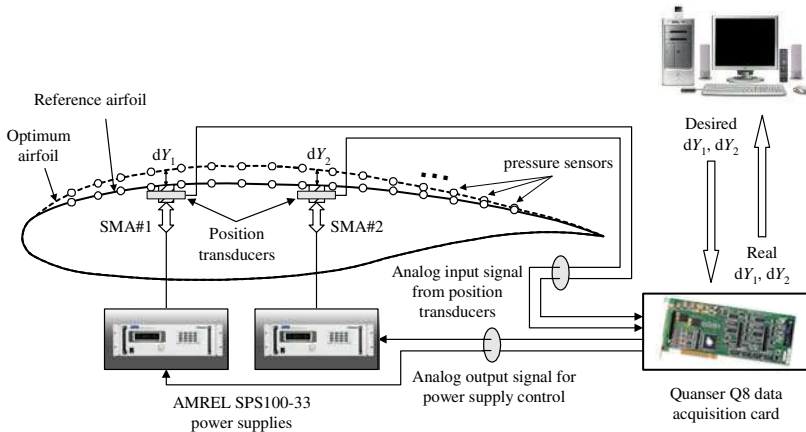 Reference airfoil
Optimum
airfoil
dY1
dY2
pressure sensors
SMA#1
Position
transducers
SMA#2
Analog input signal
from position
transducers
Desired
dY1, dY2
Real
dY1, dY2
AMREL SPS100-33
power supplies
Analog output signal for
power supply control
Quanser Q8 data
acquisition card